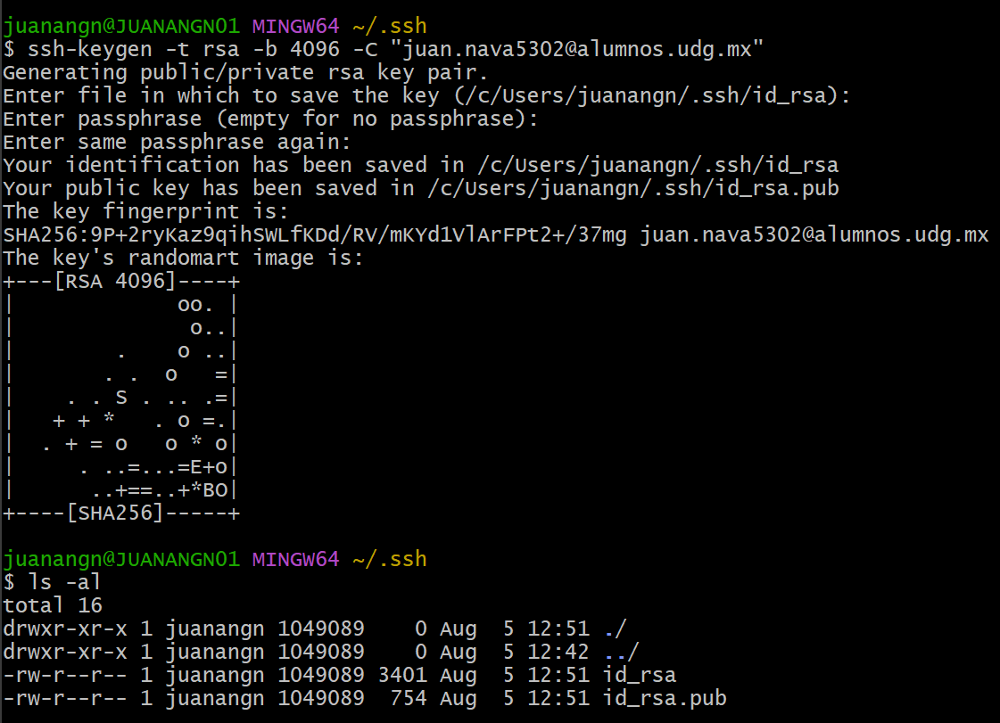 juanangn@JUANANGN01 MINGW64 ~/.ssh
$ ssh-keygen -t rsa -b 4096 -C "juan.nava5302@alumnos.udg.mx"
Generating public/private rsa key pair.
Enter file in which to save the key (/c/Users/juanangn/.ssh/id_rsa):
Enter passphrase (empty for no passphrase):
Enter same passphrase again:
Your identification has been saved in /c/Users/juanangn/.ssh/id_rsa
Your public key has been saved in /c/Users/juanangn/.ssh/id_rsa.pub
The key fingerprint is:
SHA256:9P+2ryKaz9qihSWLfKDd/RV/mKYd1VlArFPt2+/37mg juan.nava5302@alumnos.udg.mx
The key's randomart image is:
+---[RSA 4096]----+
|             oo. |
|              o..|
|        .    o ..|
|       . .  o   =|
|    . . S . .. .=|
|   + + *   . o =.|
|  . + = o   o * o|
|     . ..=...=E+o|
|      ..+==..+*BO|
+----[SHA256]-----+
juanangn@JUANANGN01 MINGW64 ~/.ssh
$ ls -al
total 16
drwxr-xr-x 1 juanangn 1049089    0 Aug  5 12:51 ./
drwxr-xr-x 1 juanangn 1049089    0 Aug  5 12:42 ../
-rw-r--r-- 1 juanangn 1049089 3401 Aug  5 12:51 id_rsa
-rw-r--r-- 1 juanangn 1049089  754 Aug  5 12:51 id_rsa.pub